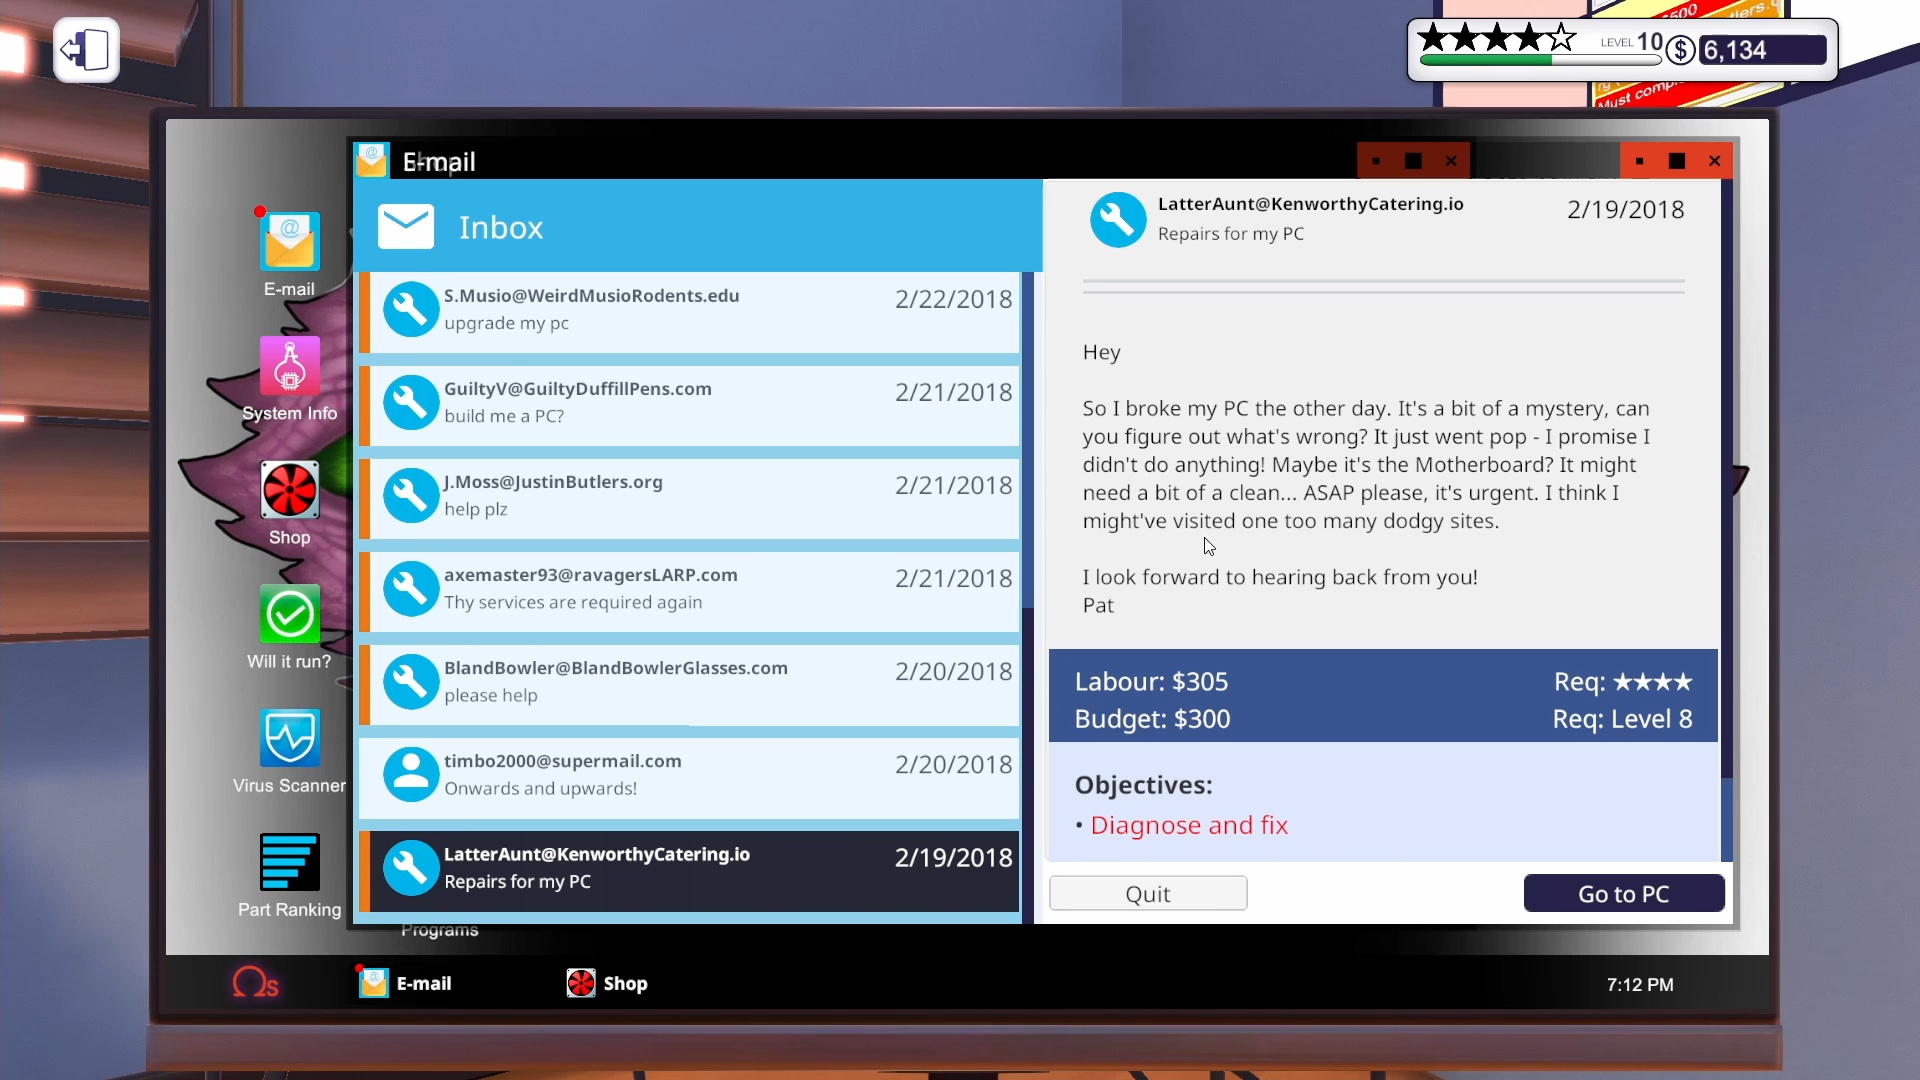 $500
tlers.
LEVEL 10 $ 6,134
Must comp
E-mail
Inbox
S.Musio@WeirdMusioRodents.edu 2/22/2018
upgrade my pc
GuiltyV@GuiltyDuffillPens.com 2/21/2018
build me a PC?
J.Moss@JustinButlers.org 2/21/2018
help plz
axemaster93@ravagersLARP.com 2/21/2018
Thy services are required again
BlandBowler@BlandBowlerGlasses.com 2/20/2018
please help
timbo2000@supermail.com 2/20/2018
Onwards and upwards!
LatterAunt@KenworthyCatering.io 2/19/2018
Repairs for my PC
LatterAunt@KenworthyCatering.io 2/19/2018
Repairs for my PC
Hey
So I broke my PC the other day. It's a bit of a mystery, can
you figure out what's wrong? It just went pop - I promise I
didn't do anything! Maybe it's the Motherboard? It might
need a bit of a clean... ASAP please, it's urgent. I think I
might've visited one too many dodgy sites.
I look forward to hearing back from you!
Pat
Labour: $305 Req: ★★★★
Budget: $300 Req: Level 8
Objectives:
• Diagnose and fix
Quit Go to PC
E-mail
System Info
Shop
Will it run?
Virus Scanner
Part Ranking
Programs
Ωs E-mail Shop 7:12 PM